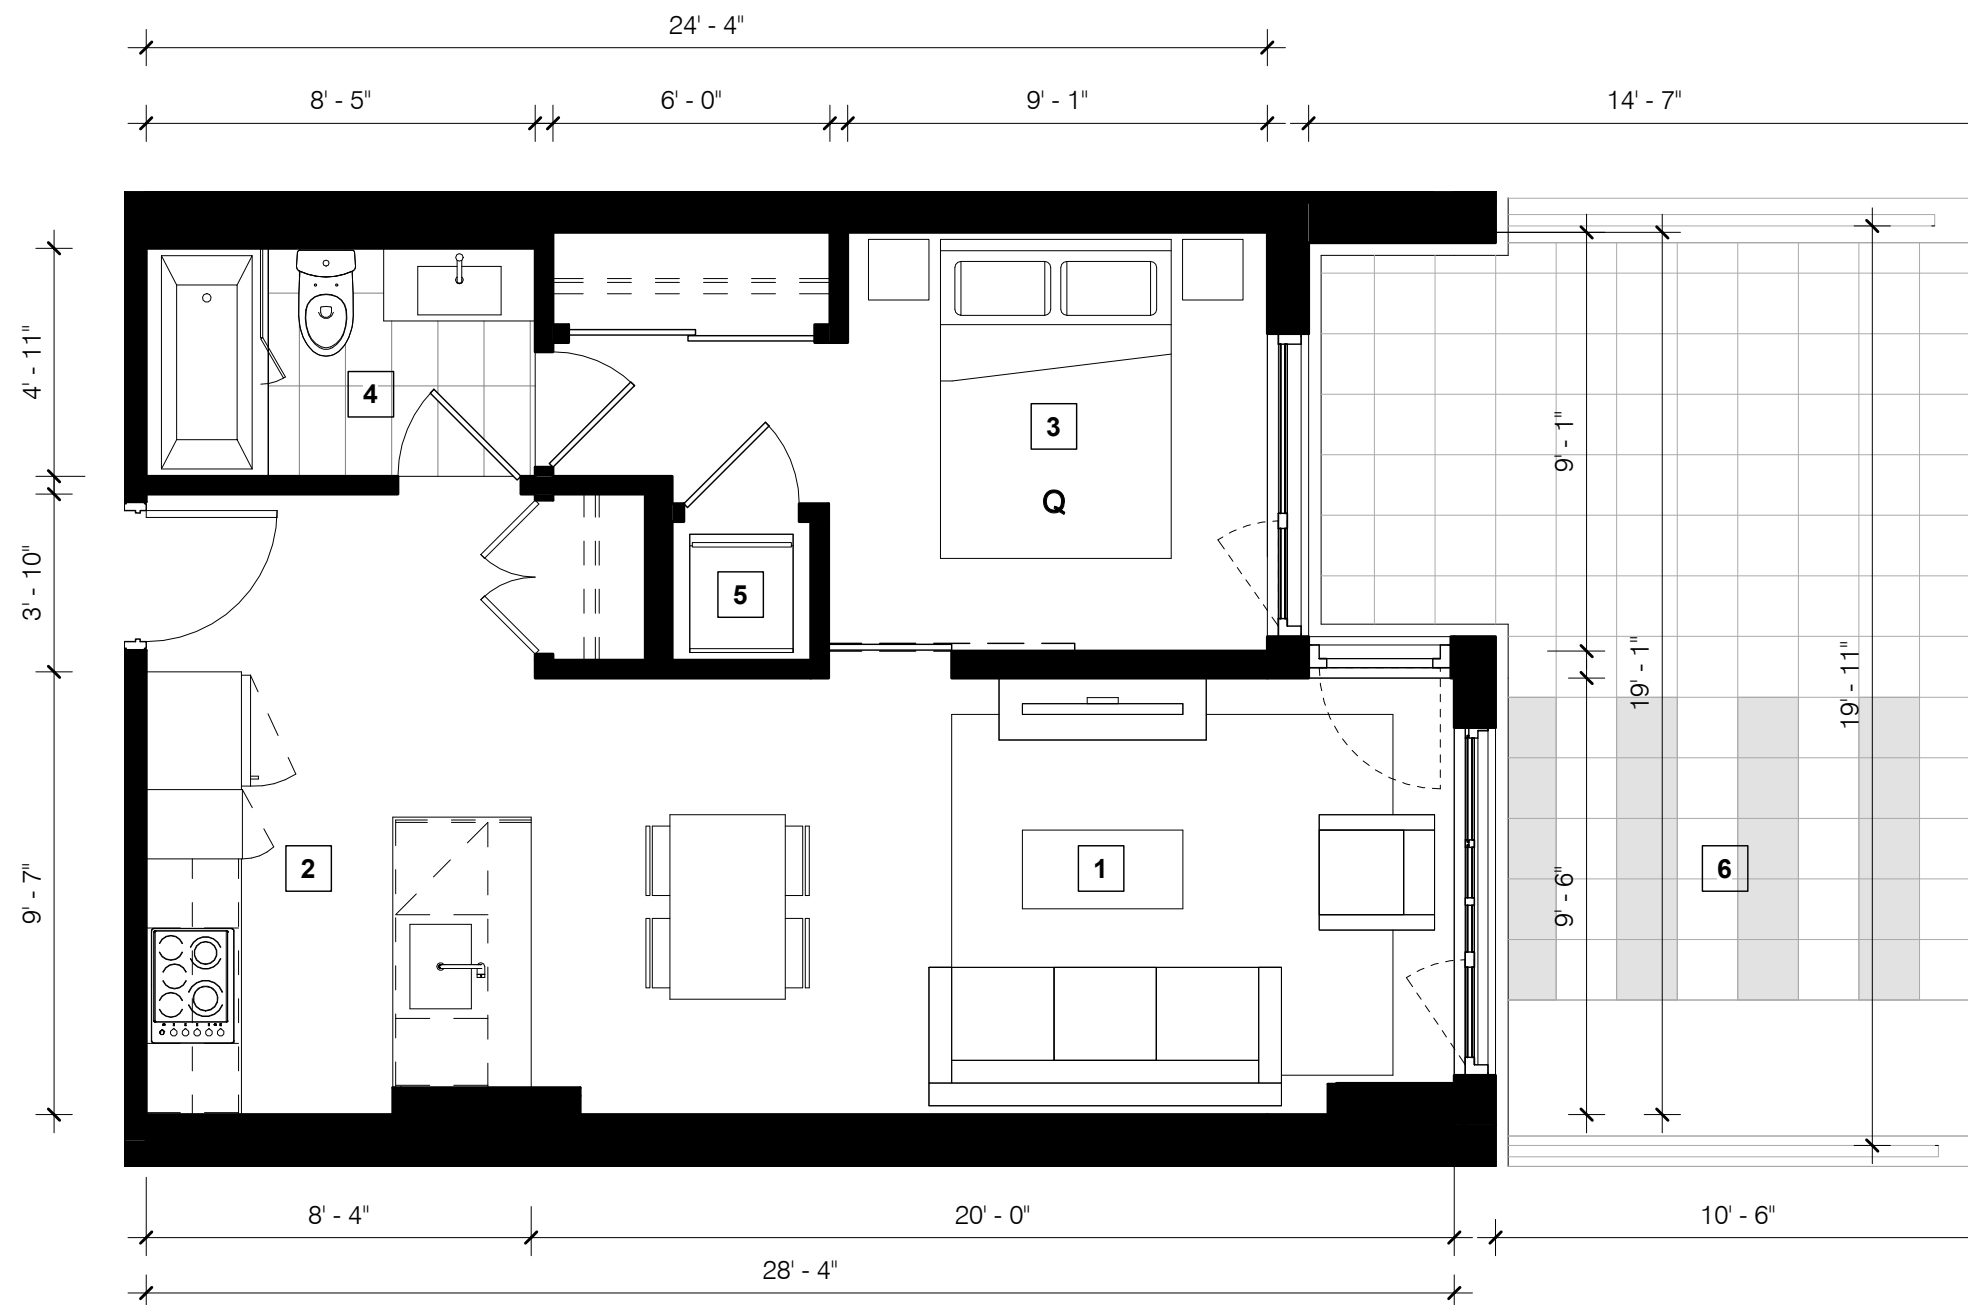 24' - 4"
8' - 5"
6' - 0"
9' - 1"
14' - 7"
4' - 11"
3' - 10"
9' - 7"
4
3
Q
5
2
1
6
9' - 1"
19' - 1"
19' - 11"
9' - 6"
8' - 4"
20' - 0"
10' - 6"
28' - 4"